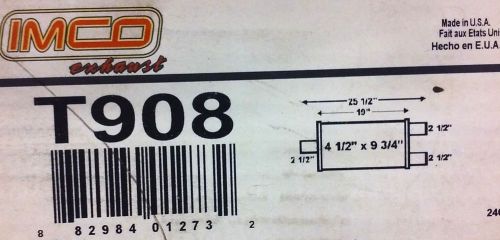 IMCO
exhaust
Made in U.S.A.
Fait aux Etats Uni
Hecho en E.U.A
T908
25 1/2"
19"
4 1/2" x 9 3/4"
2 1/2"
2 1/2"
2 1/2"
8 82984 01273 2
240